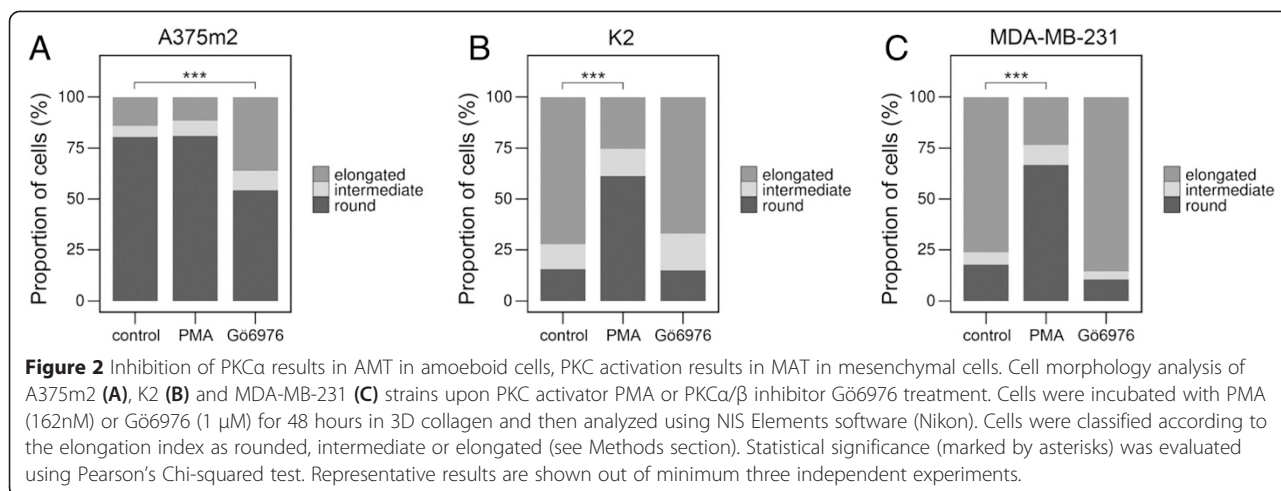 A
A375m2
***
Proportion of cells (%)
100
75
50
25
0
control PMA Gö6976
elongated
intermediate
round
B
K2
***
Proportion of cells (%)
100
75
50
25
0
control PMA Gö6976
elongated
intermediate
round
C
MDA-MB-231
***
Proportion of cells (%)
100
75
50
25
0
control PMA Gö6976
elongated
intermediate
round
Figure 2 Inhibition of PKCα results in AMT in amoeboid cells, PKC activation results in MAT in mesenchymal cells. Cell morphology analysis of
A375m2 (A), K2 (B) and MDA-MB-231 (C) strains upon PKC activator PMA or PKCα/β inhibitor Gö6976 treatment. Cells were incubated with PMA
(162nM) or Gö6976 (1 μM) for 48 hours in 3D collagen and then analyzed using NIS Elements software (Nikon). Cells were classified according to
the elongation index as rounded, intermediate or elongated (see Methods section). Statistical significance (marked by asterisks) was evaluated
using Pearson's Chi-squared test. Representative results are shown out of minimum three independent experiments.